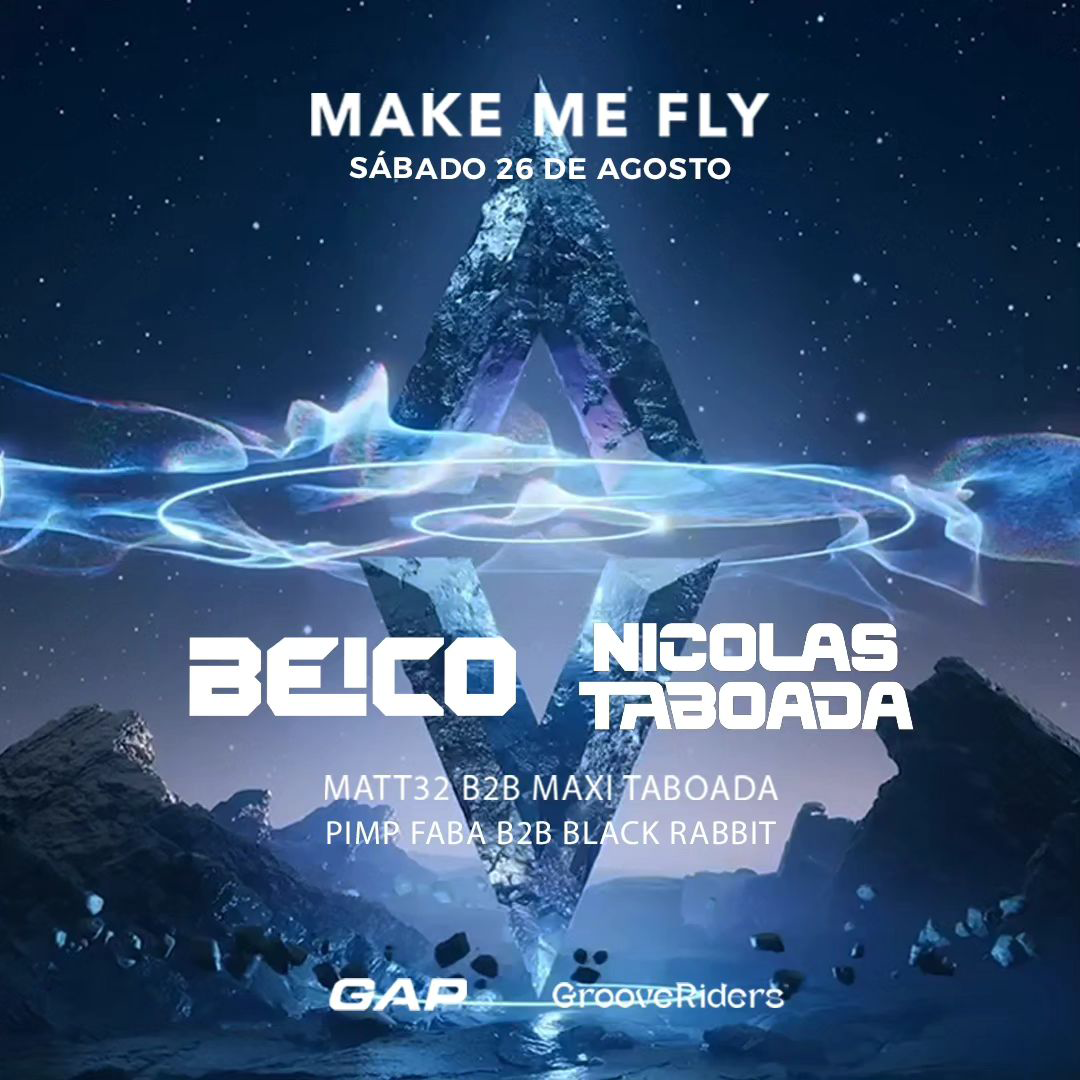 MAKE ME FLY
SÁBADO 26 DE AGOSTO
BEICO
NICOLAS
TABOADA
MATT32 B2B MAXI TABOADA
PIMP FABA B2B BLACK RABBIT
GAP
GrooveRiders